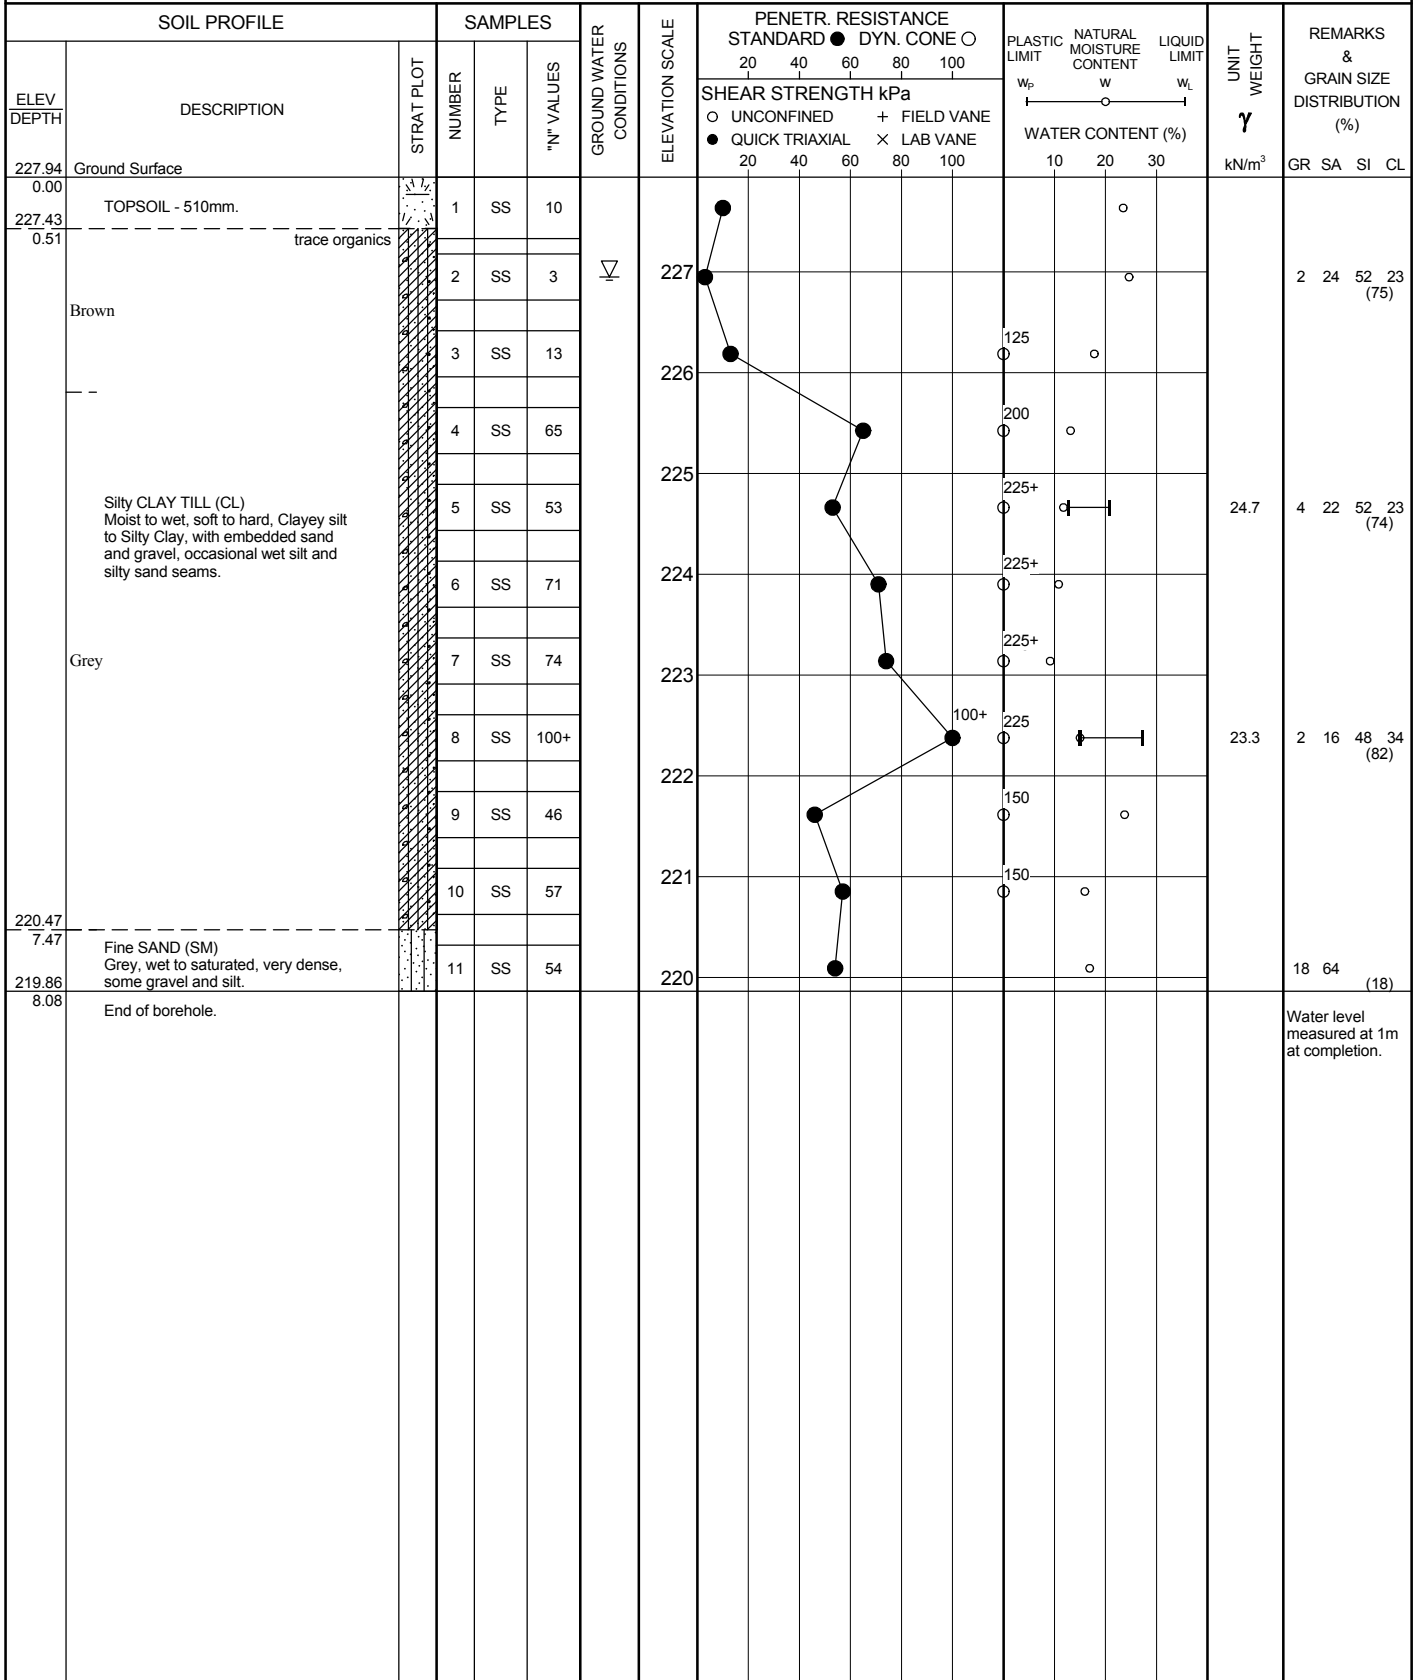 SOIL PROFILE
SAMPLES
GROUND WATER
CONDITIONS
ELEVATION SCALE
PENETR. RESISTANCE
STANDARD ● DYN. CONE ○
20 40 60 80 100
SHEAR STRENGTH kPa
○ UNCONFINED + FIELD VANE
● QUICK TRIAXIAL × LAB VANE
20 40 60 80 100
PLASTIC
LIMIT
NATURAL
MOISTURE
CONTENT
LIQUID
LIMIT
WP W WL
WATER CONTENT (%)
10 20 30
UNIT
WEIGHT
γ
kN/m³
REMARKS
&
GRAIN SIZE
DISTRIBUTION
(%)
GR SA SI CL
ELEV
DEPTH
DESCRIPTION
STRAT PLOT
NUMBER
TYPE
"N" VALUES
227.94 Ground Surface
0.00
TOPSOIL - 510mm.
1 SS 10
227.43
0.51
trace organics
2 SS 3
227
2 24 52 23
(75)
Brown
3 SS 13
125
226
4 SS 65
200
225
Silty CLAY TILL (CL)
Moist to wet, soft to hard, Clayey silt
to Silty Clay, with embedded sand
and gravel, occasional wet silt and
silty sand seams.
5 SS 53
225+
24.7
4 22 52 23
(74)
224
6 SS 71
225+
Grey
7 SS 74
225+
223
8 SS 100+
100+
225
23.3
2 16 48 34
(82)
222
9 SS 46
150
221
10 SS 57
150
220.47
7.47
Fine SAND (SM)
Grey, wet to saturated, very dense,
some gravel and silt.
11 SS 54
220
18 64
(18)
219.86
8.08
End of borehole.
Water level
measured at 1m
at completion.